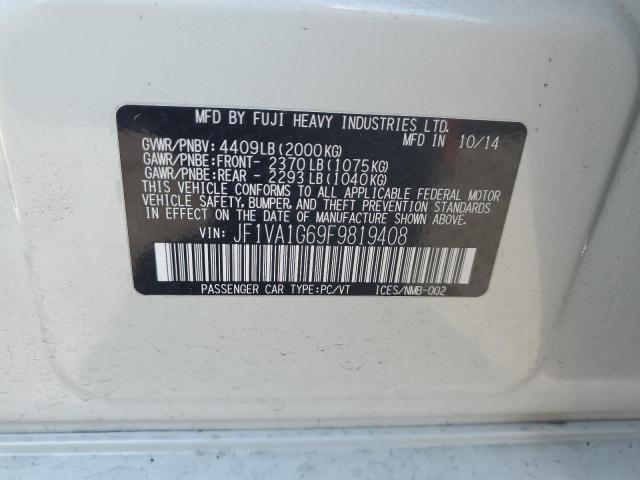 MFD BY FUJI HEAVY INDUSTRIES LTD.
MFD IN 10/14
GVWR/PNBV: 4409LB(2000KG)
GAWR/PNBE:FRONT- 2370LB(1075KG)
GAWR/PNBE:REAR - 2293LB(1040KG)
THIS VEHICLE CONFORMS TO ALL APPLICABLE FEDERAL MOTOR
VEHICLE SAFETY, BUMPER, AND THEFT PREVENTION STANDARDS
IN EFFECT ON THE DATE OF MANUFACTURE SHOWN ABOVE.
VIN: JF1VA1G69F9819408
PASSENGER CAR TYPE:PC/VT ICES/NMB-002